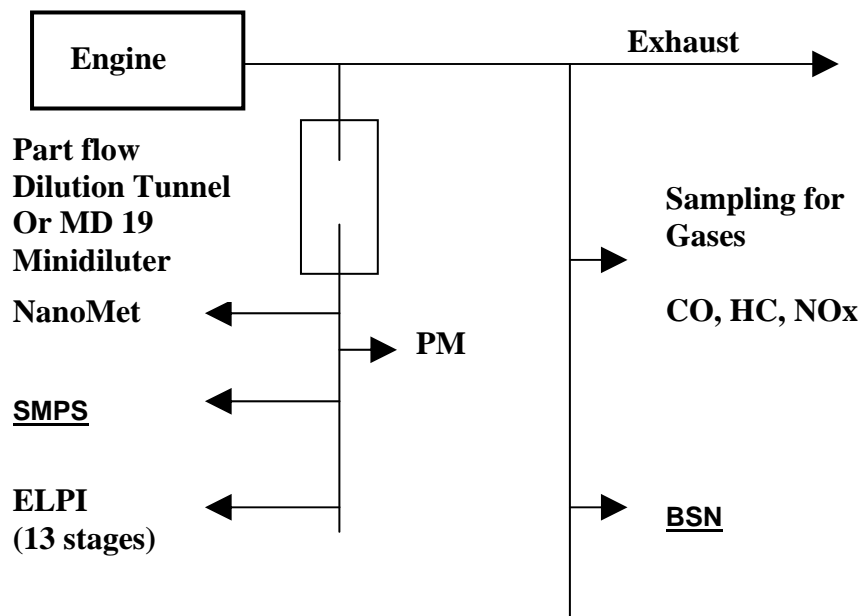 Engine
Exhaust
Part flow
Dilution Tunnel
Or MD 19
Minidiluter
Sampling for
Gases
NanoMet
CO, HC, NOx
PM
SMPS
ELPI
(13 stages)
BSN